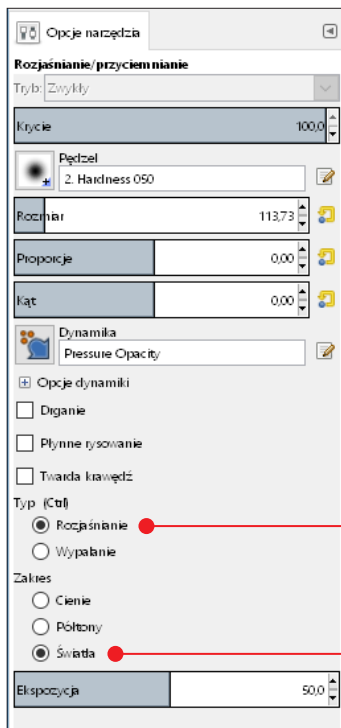 Opcje narzędzia
Rozjaśnianie/przyciemnianie
Tryb: Zwykły
Krycie 100,0
Pędzel
2. Hardness 050
Rozmiar 113,73
Proporcje 0,00
Kąt 0,00
Dynamika
Pressure Opacity
Opcje dynamiki
Drganie
Płynne rysowanie
Twarda krawędź
Typ (Ctrl)
Rozjaśnianie
Wypalanie
Zakres
Cienie
Półtony
Światła
Ekspozycja 50,0